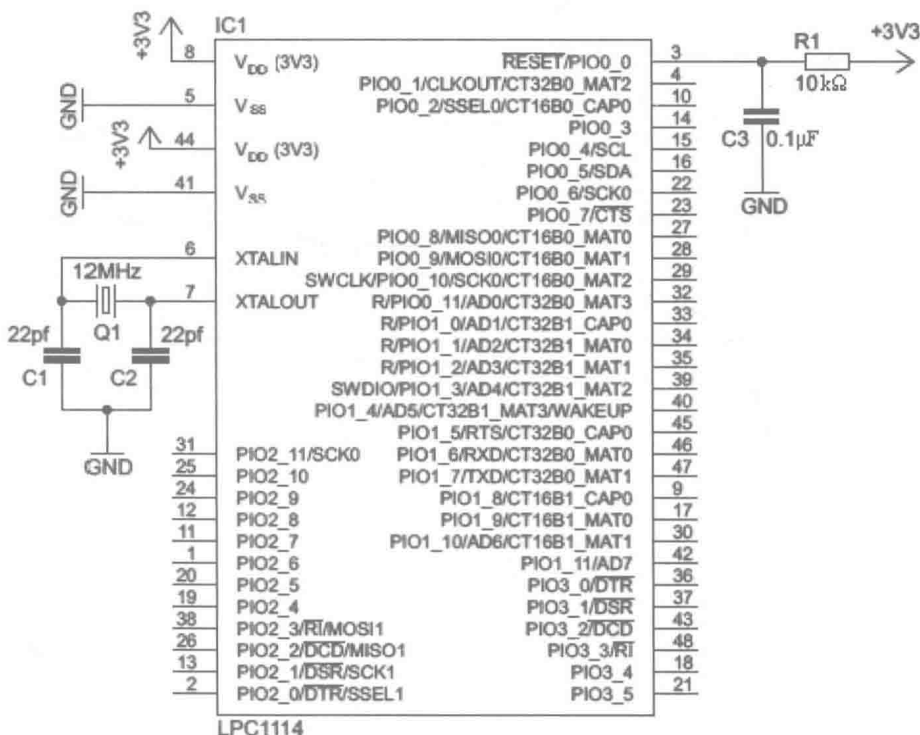 IC1
+3V3
8
V_DD (3V3)
5
V_SS
GND
+3V3
44
V_DD (3V3)
41
V_SS
GND
6
XTALIN
12MHz
7
XTALOUT
22pf
Q1
22pf
C1
C2
GND
31
PIO2_11/SCK0
25
PIO2_10
24
PIO2_9
12
PIO2_8
11
PIO2_7
1
PIO2_6
20
PIO2_5
19
PIO2_4
38
PIO2_3/RI/MOSI1
26
PIO2_2/DCD/MISO1
13
PIO2_1/DSR/SCK1
2
PIO2_0/DTR/SSEL1
RESET/PIO0_0
3
PIO0_1/CLKOUT/CT32B0_MAT2
4
PIO0_2/SSEL0/CT16B0_CAP0
10
PIO0_3
14
PIO0_4/SCL
15
PIO0_5/SDA
16
PIO0_6/SCK0
22
PIO0_7/CTS
23
PIO0_8/MISO0/CT16B0_MAT0
27
PIO0_9/MOSI0/CT16B0_MAT1
28
SWCLK/PIO0_10/SCK0/CT16B0_MAT2
29
R/PIO0_11/AD0/CT32B0_MAT3
32
R/PIO1_0/AD1/CT32B1_CAP0
33
R/PIO1_1/AD2/CT32B1_MAT0
34
R/PIO1_2/AD3/CT32B1_MAT1
35
SWDIO/PIO1_3/AD4/CT32B1_MAT2
39
PIO1_4/AD5/CT32B1_MAT3/WAKEUP
40
PIO1_5/RTS/CT32B0_CAP0
45
PIO1_6/RXD/CT32B0_MAT0
46
PIO1_7/TXD/CT32B0_MAT1
47
PIO1_8/CT16B1_CAP0
9
PIO1_9/CT16B1_MAT0
17
PIO1_10/AD6/CT16B1_MAT1
30
PIO1_11/AD7
42
PIO3_0/DTR
36
PIO3_1/DSR
37
PIO3_2/DCD
43
PIO3_3/RI
48
PIO3_4
18
PIO3_5
21
R1
+3V3
10kΩ
C3
0.1μF
GND
LPC1114